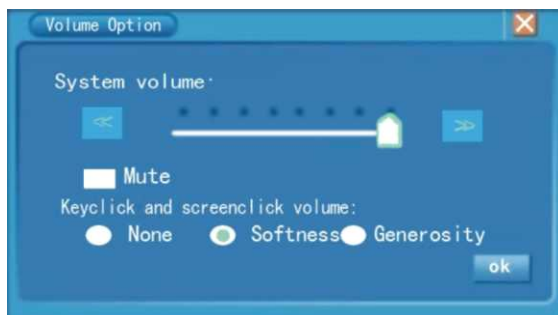 Volume Option
System volume:
Mute
Keyclick and screenclick volume:
None Softness Generosity
ok